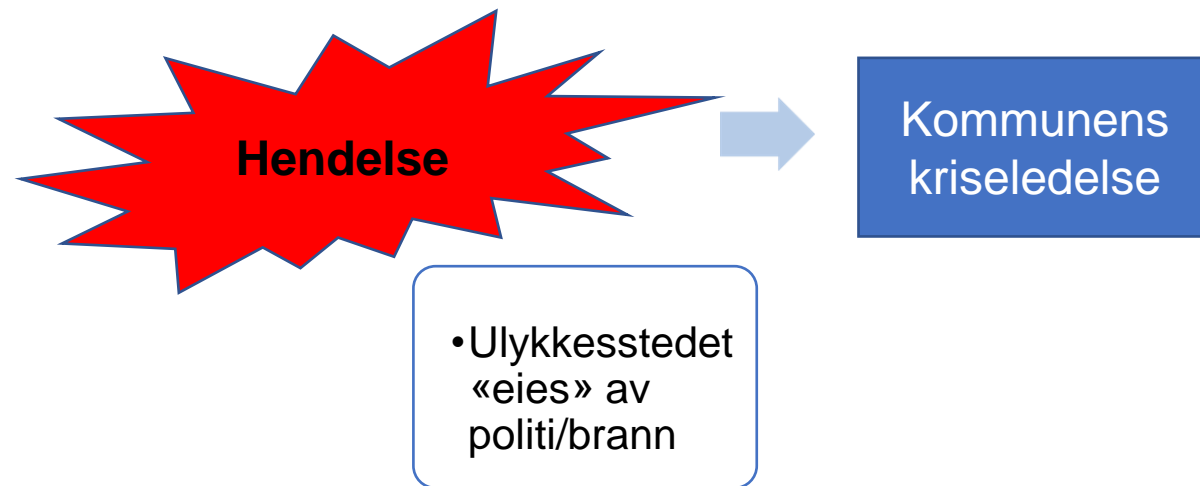 Hendelse
Kommunens
kriseledelse
•Ulykkesstedet
«eies» av
politi/brann